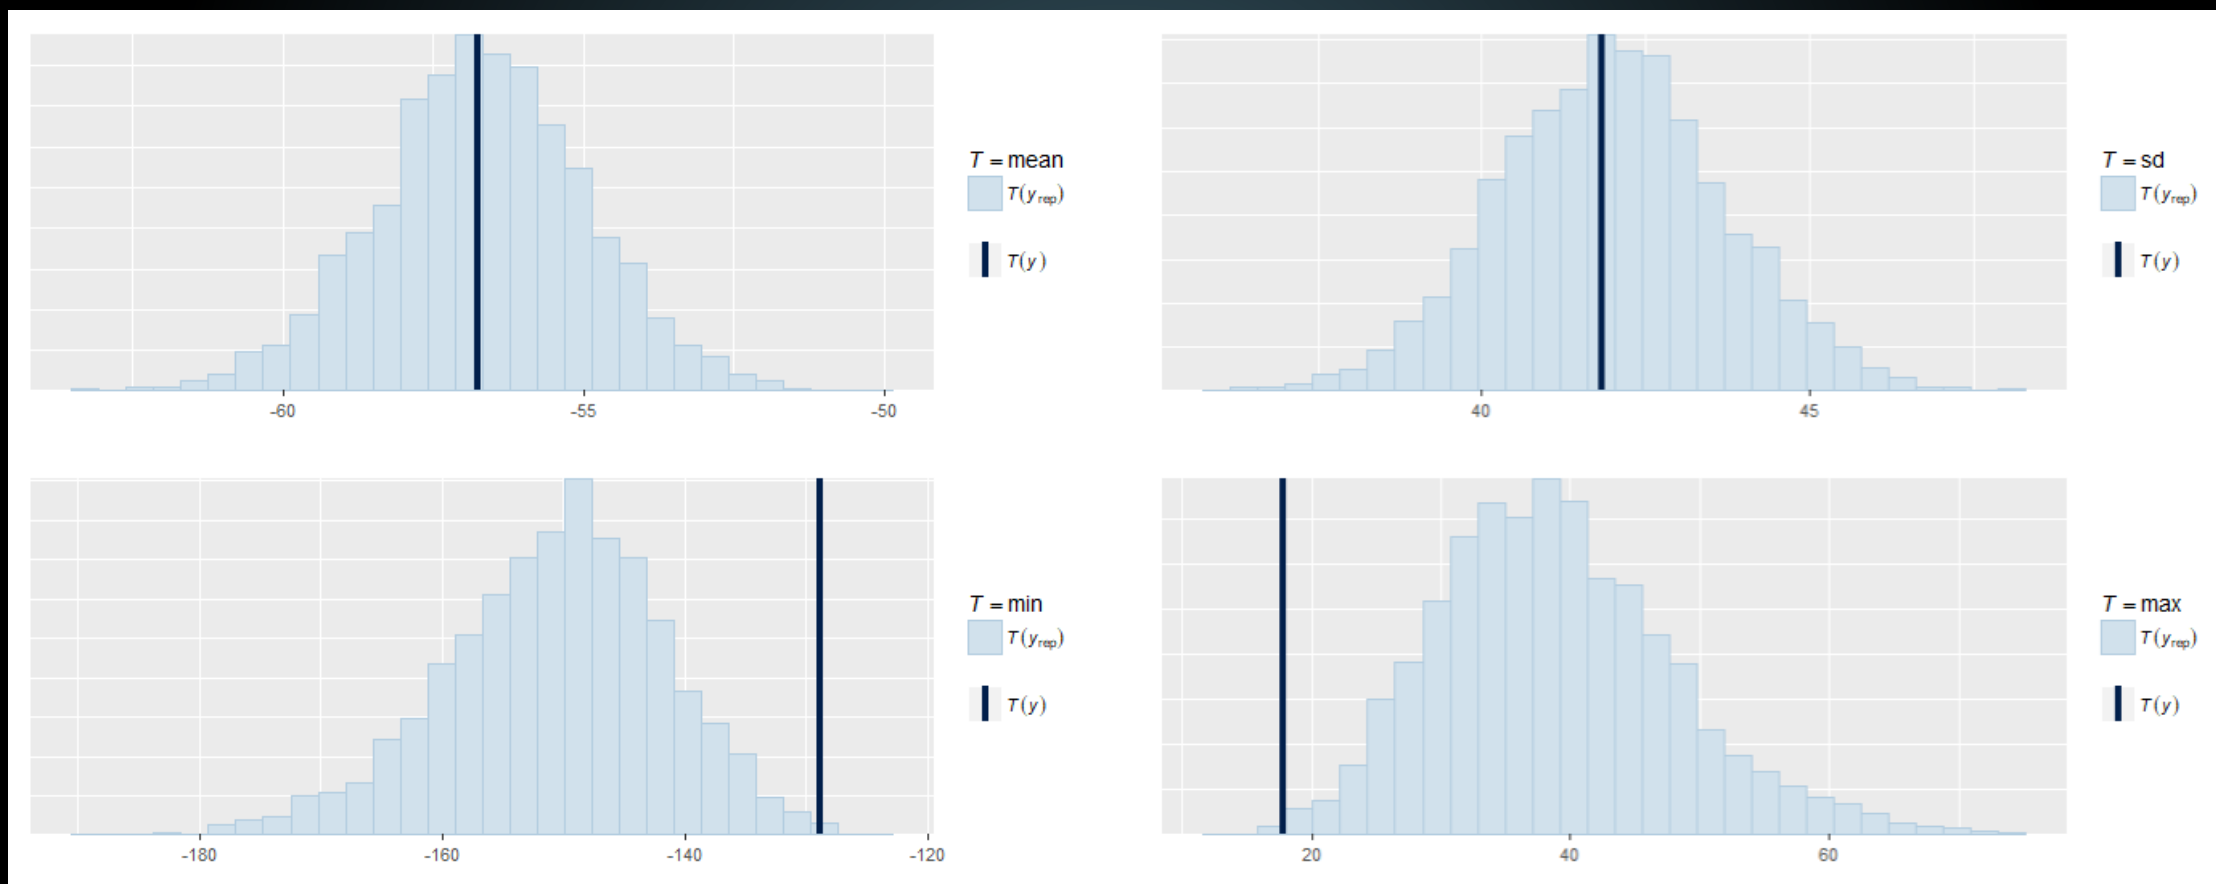 T = mean
T(yrep)
T(y)
-60 -55 -50
T = sd
T(yrep)
T(y)
40 45
T = min
T(yrep)
T(y)
-180 -160 -140 -120
T = max
T(yrep)
T(y)
20 40 60